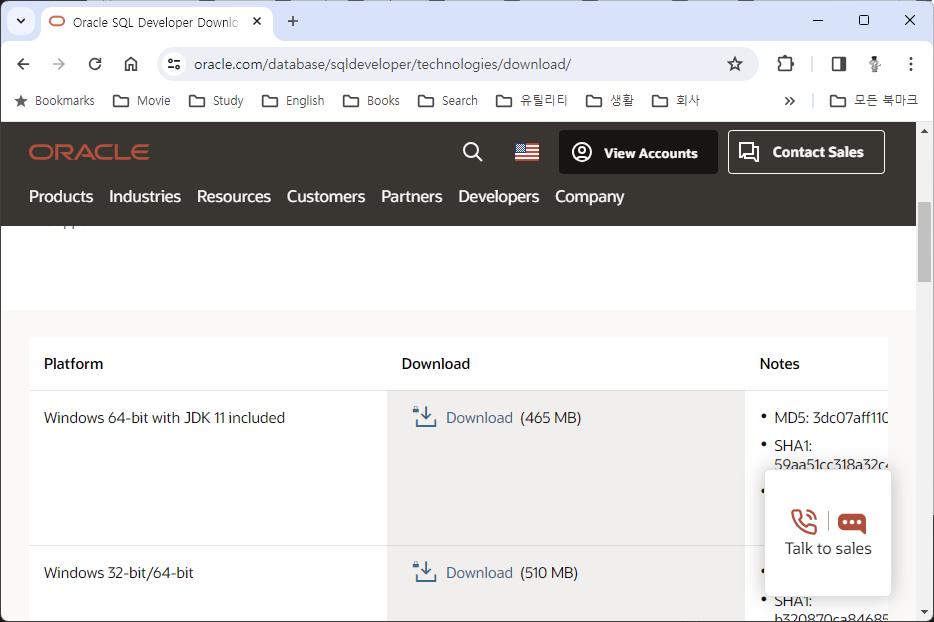 Oracle SQL Developer Downlo
oracle.com/database/sqldeveloper/technologies/download/
Bookmarks Movie Study English Books Search 유틸리티 생활 회사 모든 북마크
ORACLE View Accounts Contact Sales
Products Industries Resources Customers Partners Developers Company
Platform Download Notes
Windows 64-bit with JDK 11 included Download (465 MB) • MD5: 3dc07aff110
• SHA1:
59aa51cc318a32c4
Talk to sales
Windows 32-bit/64-bit Download (510 MB)
• SHA1:
b320870ca84685